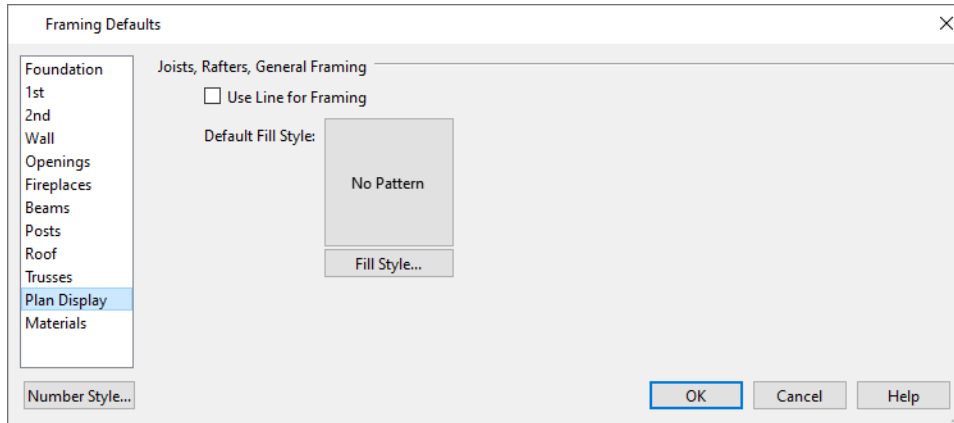 Framing Defaults
Foundation
1st
2nd
Wall
Openings
Fireplaces
Beams
Posts
Roof
Trusses
Plan Display
Materials
Joists, Rafters, General Framing
Use Line for Framing
Default Fill Style:
No Pattern
Fill Style...
Number Style...
OK
Cancel
Help